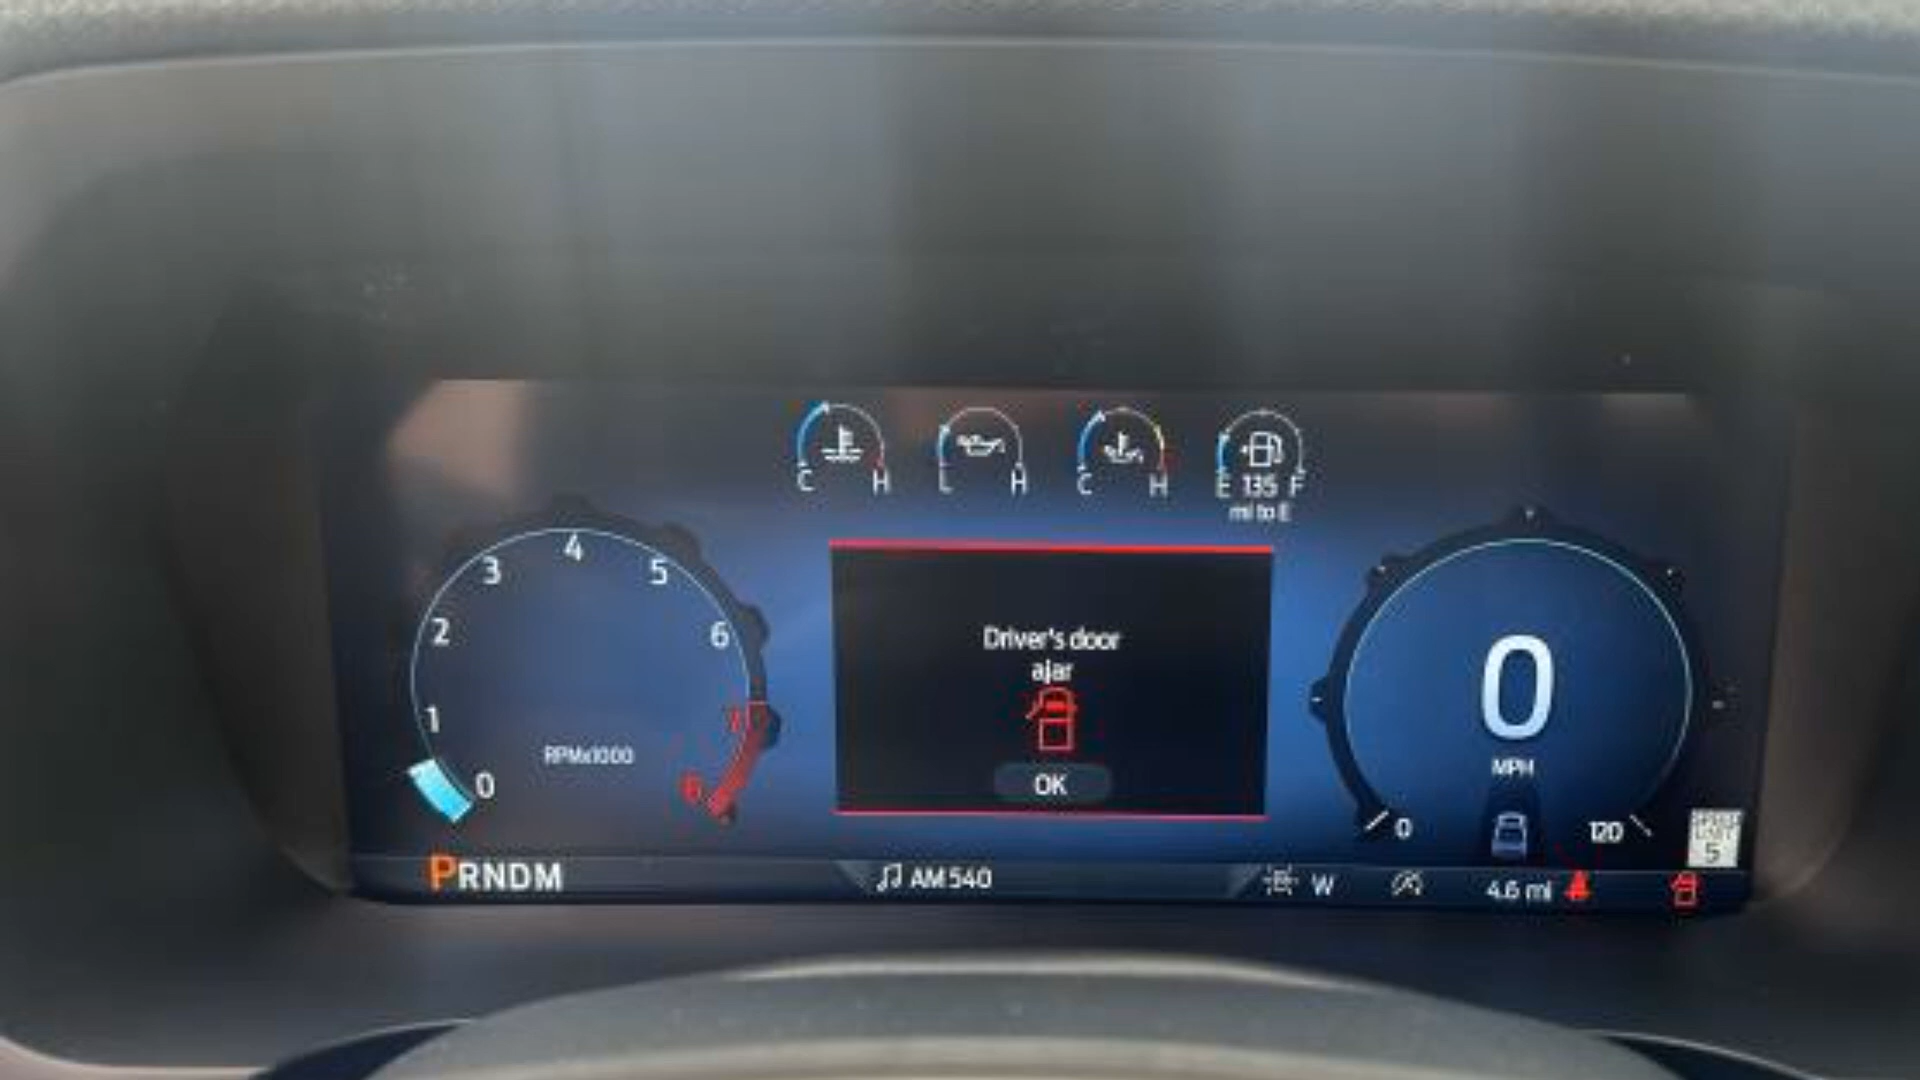 C H
L H
C H
E 135 F
mi to E
0
1
2
3
4
5
6
7
RPMx1000
Driver's door
ajar
OK
0
MPH
0
120
5
PRNDM
AM 540
W
4.6 mi